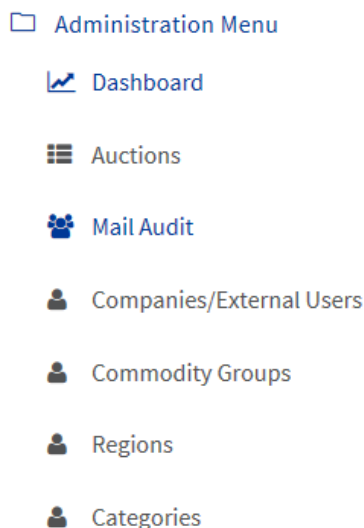 Administration Menu
Dashboard
Auctions
Mail Audit
Companies/External Users
Commodity Groups
Regions
Categories